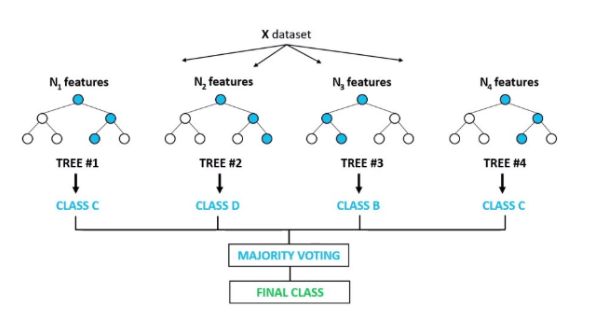 X dataset
N1 features N2 features N3 features N4 features
TREE #1 TREE #2 TREE #3 TREE #4
CLASS C CLASS D CLASS B CLASS C
MAJORITY VOTING
FINAL CLASS